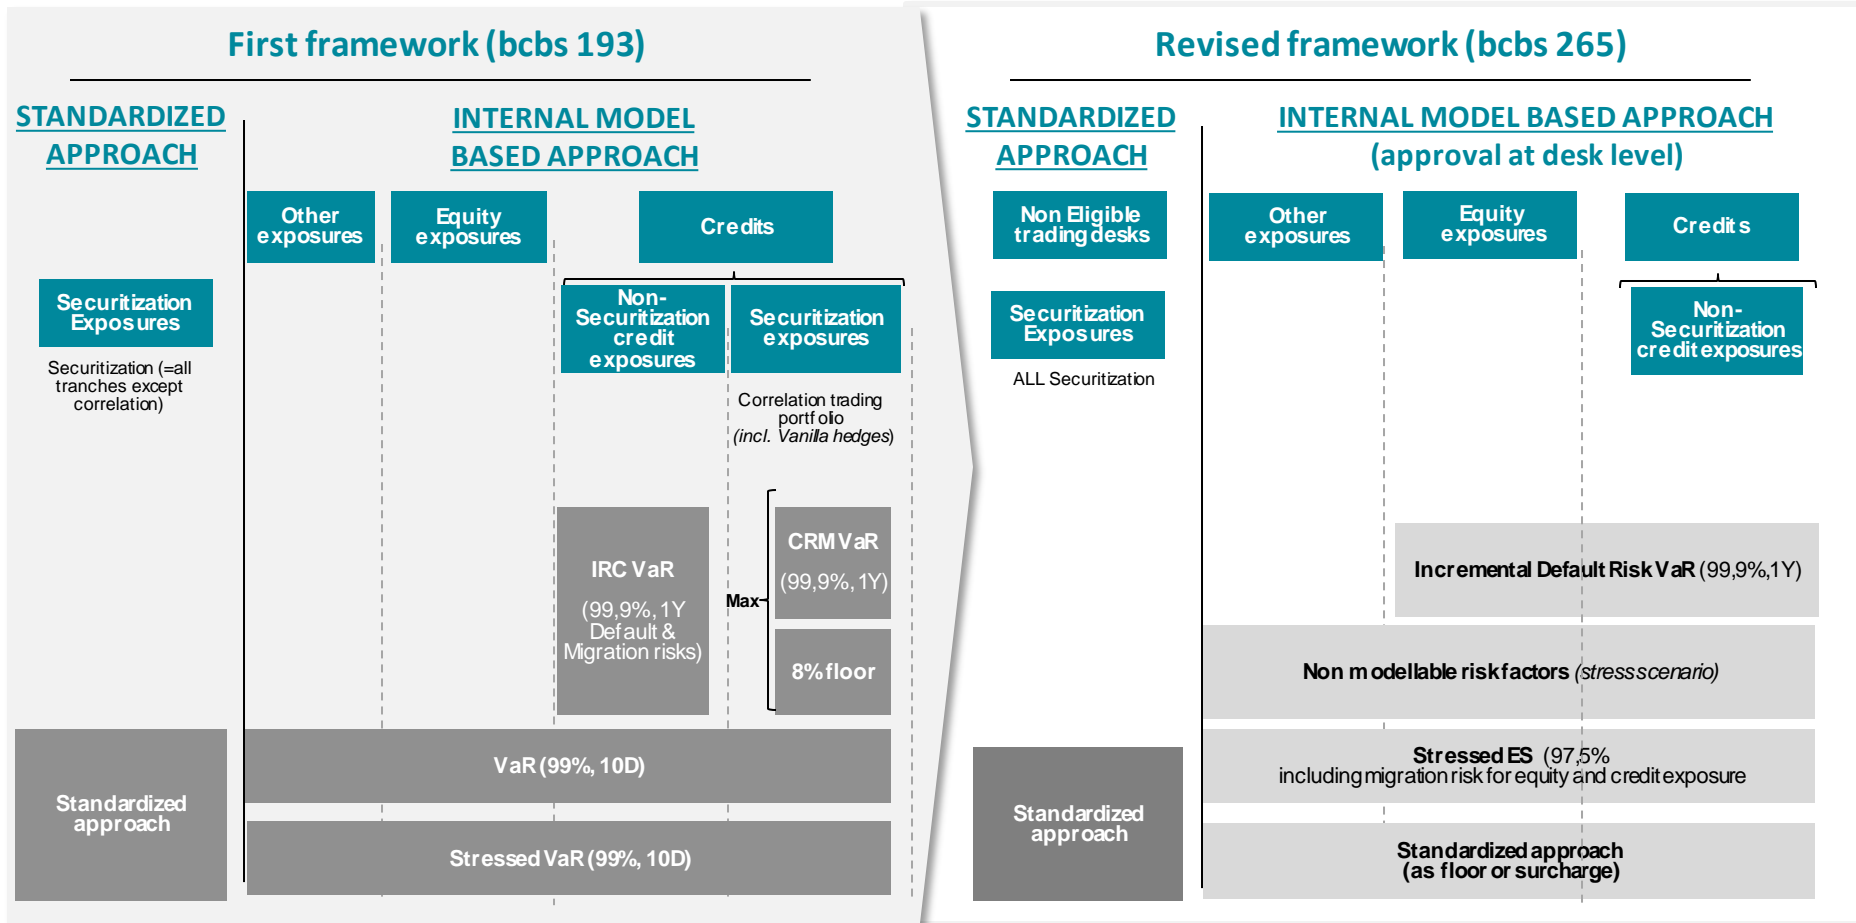 First framework (bcbs 193)
STANDARDIZED
APPROACH
INTERNAL MODEL
BASED APPROACH
Other
exposures
Equity
exposures
Credits
Securitization
Exposures
Securitization (=all
tranches except
correlation)
Non-
Securitization
credit
exposures
Securitization
exposures
Correlation trading
portfolio
(incl. Vanilla hedges)
IRC VaR
(99,9%, 1Y
Default &
Migration risks)
Max
CRM VaR
(99,9%, 1Y)
8% floor
Standardized
approach
VaR (99%, 10D)
Stressed VaR (99%, 10D)
Revised framework (bcbs 265)
STANDARDIZED
APPROACH
INTERNAL MODEL BASED APPROACH
(approval at desk level)
Non Eligible
trading desks
Other
exposures
Equity
exposures
Credits
Securitization
Exposures
ALL Securitization
Non-
Securitization
credit exposures
Incremental Default Risk VaR (99,9%,1Y)
Non modellable risk factors (stress scenario)
Stressed ES (97,5%
including migration risk for equity and credit exposure
Standardized
approach
Standardized approach
(as floor or surcharge)